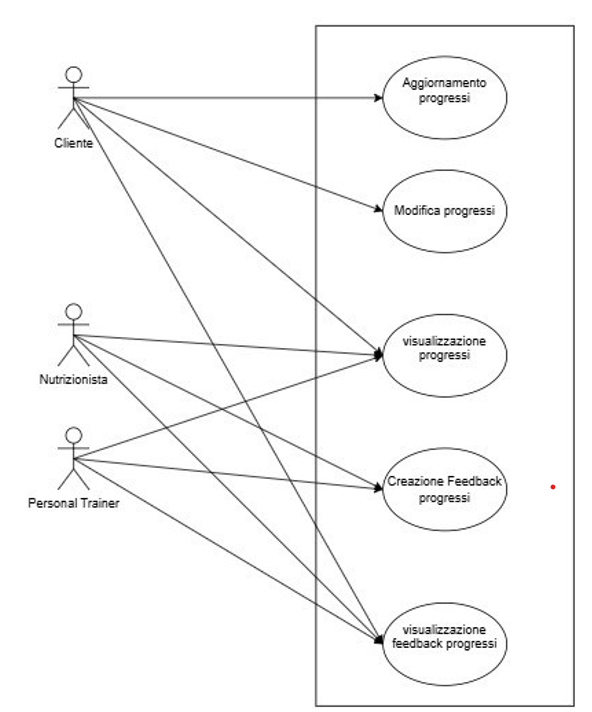 Aggiornamento
progressi
Cliente
Modifica progressi
visualizzazione
progressi
Nutrizionista
Creazione Feedback
progressi
Personal Trainer
visualizzazione
feedback progressi